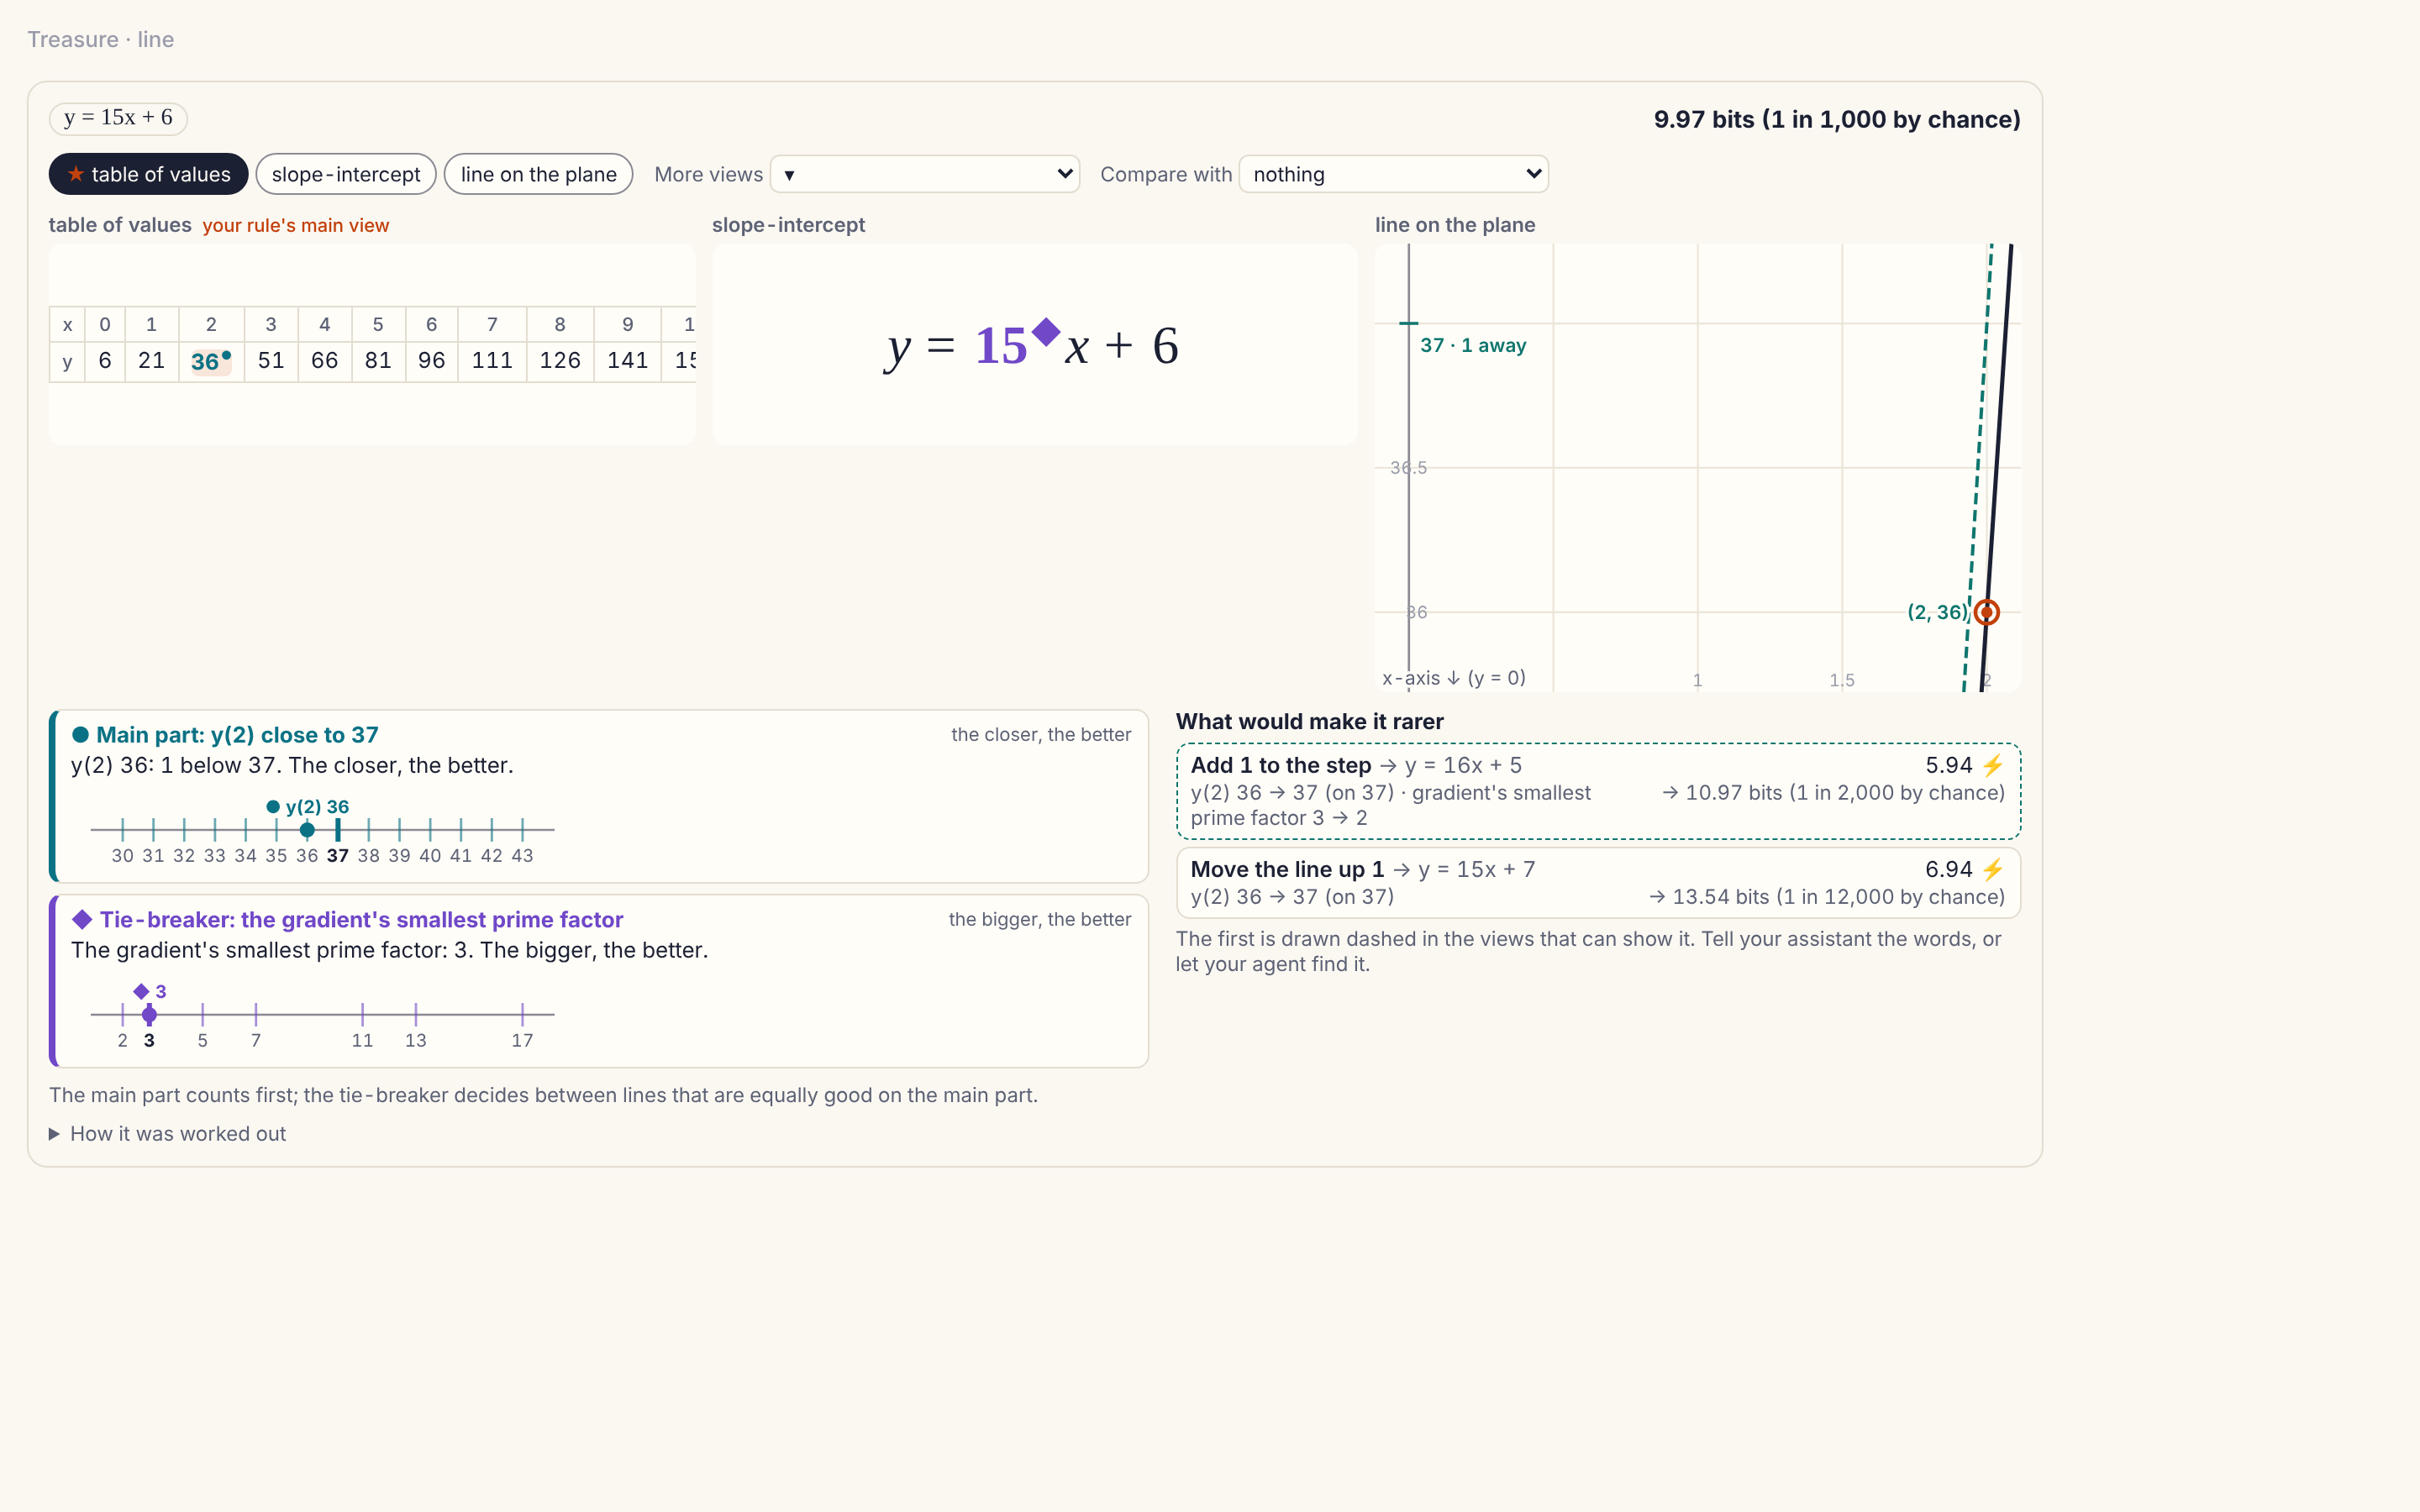 Treasure · line
y = 15x + 6
9.97 bits (1 in 1,000 by chance)
★ table of values
slope-intercept
line on the plane
More views
▾
Compare with
nothing
table of values your rule's main view
x 0 1 2 3 4 5 6 7 8 9 1
y 6 21 36 51 66 81 96 111 126 141 15
slope-intercept
y = 15◆x + 6
line on the plane
37 · 1 away
36.5
(2, 36)
36
x-axis ↓ (y = 0)
1 1.5 2
● Main part: y(2) close to 37
the closer, the better
y(2) 36: 1 below 37. The closer, the better.
● y(2) 36
30 31 32 33 34 35 36 37 38 39 40 41 42 43
◆ Tie-breaker: the gradient's smallest prime factor
the bigger, the better
The gradient's smallest prime factor: 3. The bigger, the better.
◆ 3
2 3 5 7 11 13 17
The main part counts first; the tie-breaker decides between lines that are equally good on the main part.
▶ How it was worked out
What would make it rarer
Add 1 to the step → y = 16x + 5
5.94 ⚡
y(2) 36 → 37 (on 37) · gradient's smallest
prime factor 3 → 2
→ 10.97 bits (1 in 2,000 by chance)
Move the line up 1 → y = 15x + 7
6.94 ⚡
y(2) 36 → 37 (on 37)
→ 13.54 bits (1 in 12,000 by chance)
The first is drawn dashed in the views that can show it. Tell your assistant the words, or
let your agent find it.